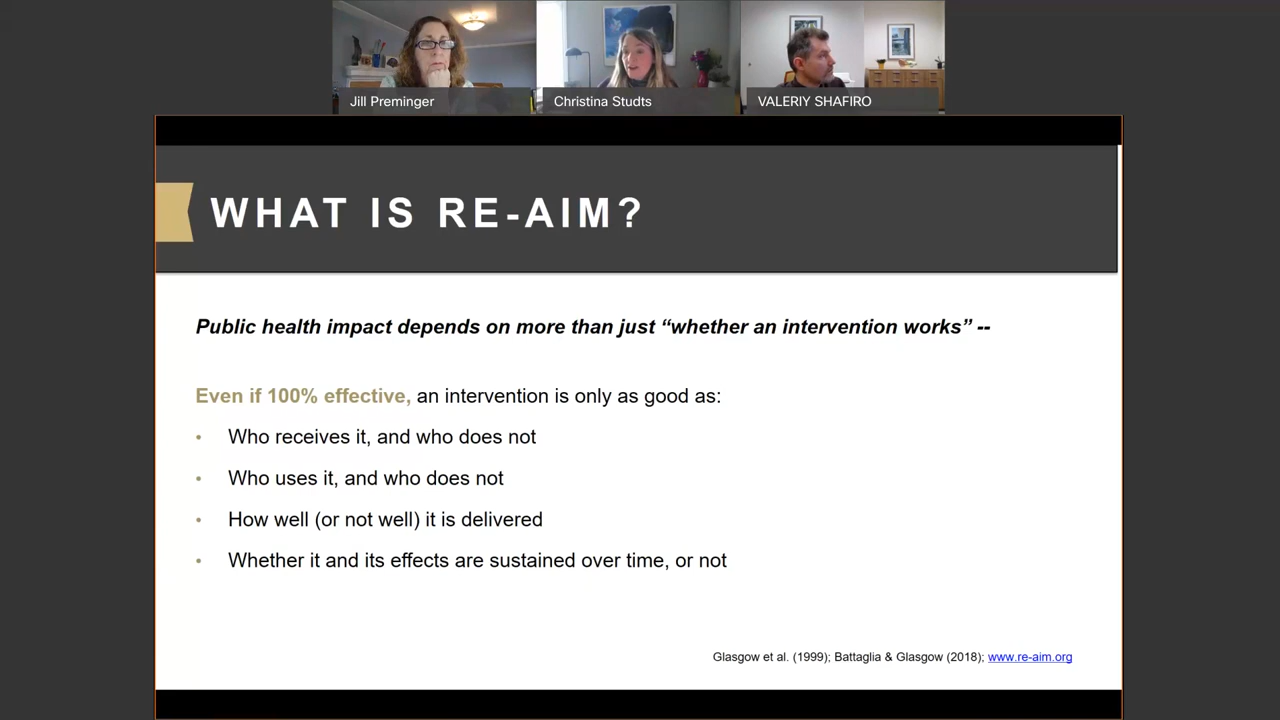 Jill Preminger
Christina Studts
VALERIY SHAFIRO
WHAT IS RE-AIM?
Public health impact depends on more than just “whether an intervention works” --
Even if 100% effective, an intervention is only as good as:
• Who receives it, and who does not
• Who uses it, and who does not
• How well (or not well) it is delivered
• Whether it and its effects are sustained over time, or not
Glasgow et al. (1999); Battaglia & Glasgow (2018); www.re-aim.org